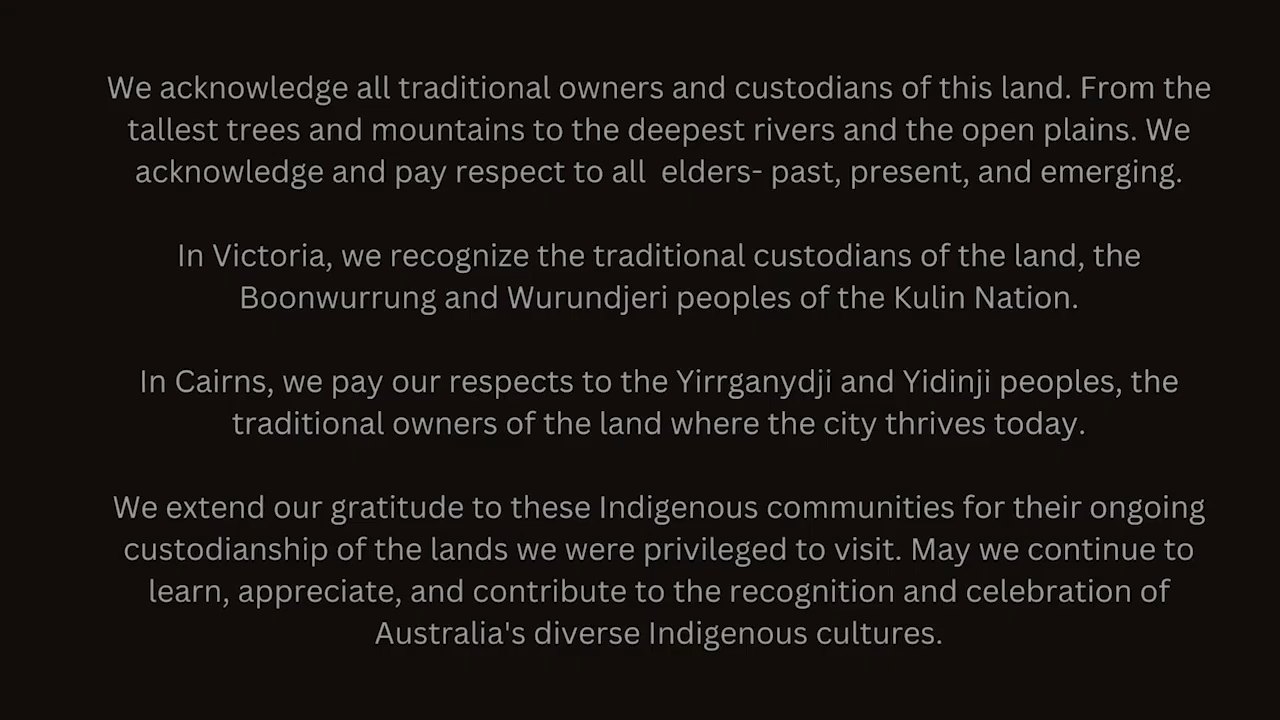 We acknowledge all traditional owners and custodians of this land. From the
tallest trees and mountains to the deepest rivers and the open plains. We
acknowledge and pay respect to all  elders- past, present, and emerging.
In Victoria, we recognize the traditional custodians of the land, the
Boonwurrung and Wurundjeri peoples of the Kulin Nation.
In Cairns, we pay our respects to the Yirrganydji and Yidinji peoples, the
traditional owners of the land where the city thrives today.
We extend our gratitude to these Indigenous communities for their ongoing
custodianship of the lands we were privileged to visit. May we continue to
learn, appreciate, and contribute to the recognition and celebration of
Australia's diverse Indigenous cultures.